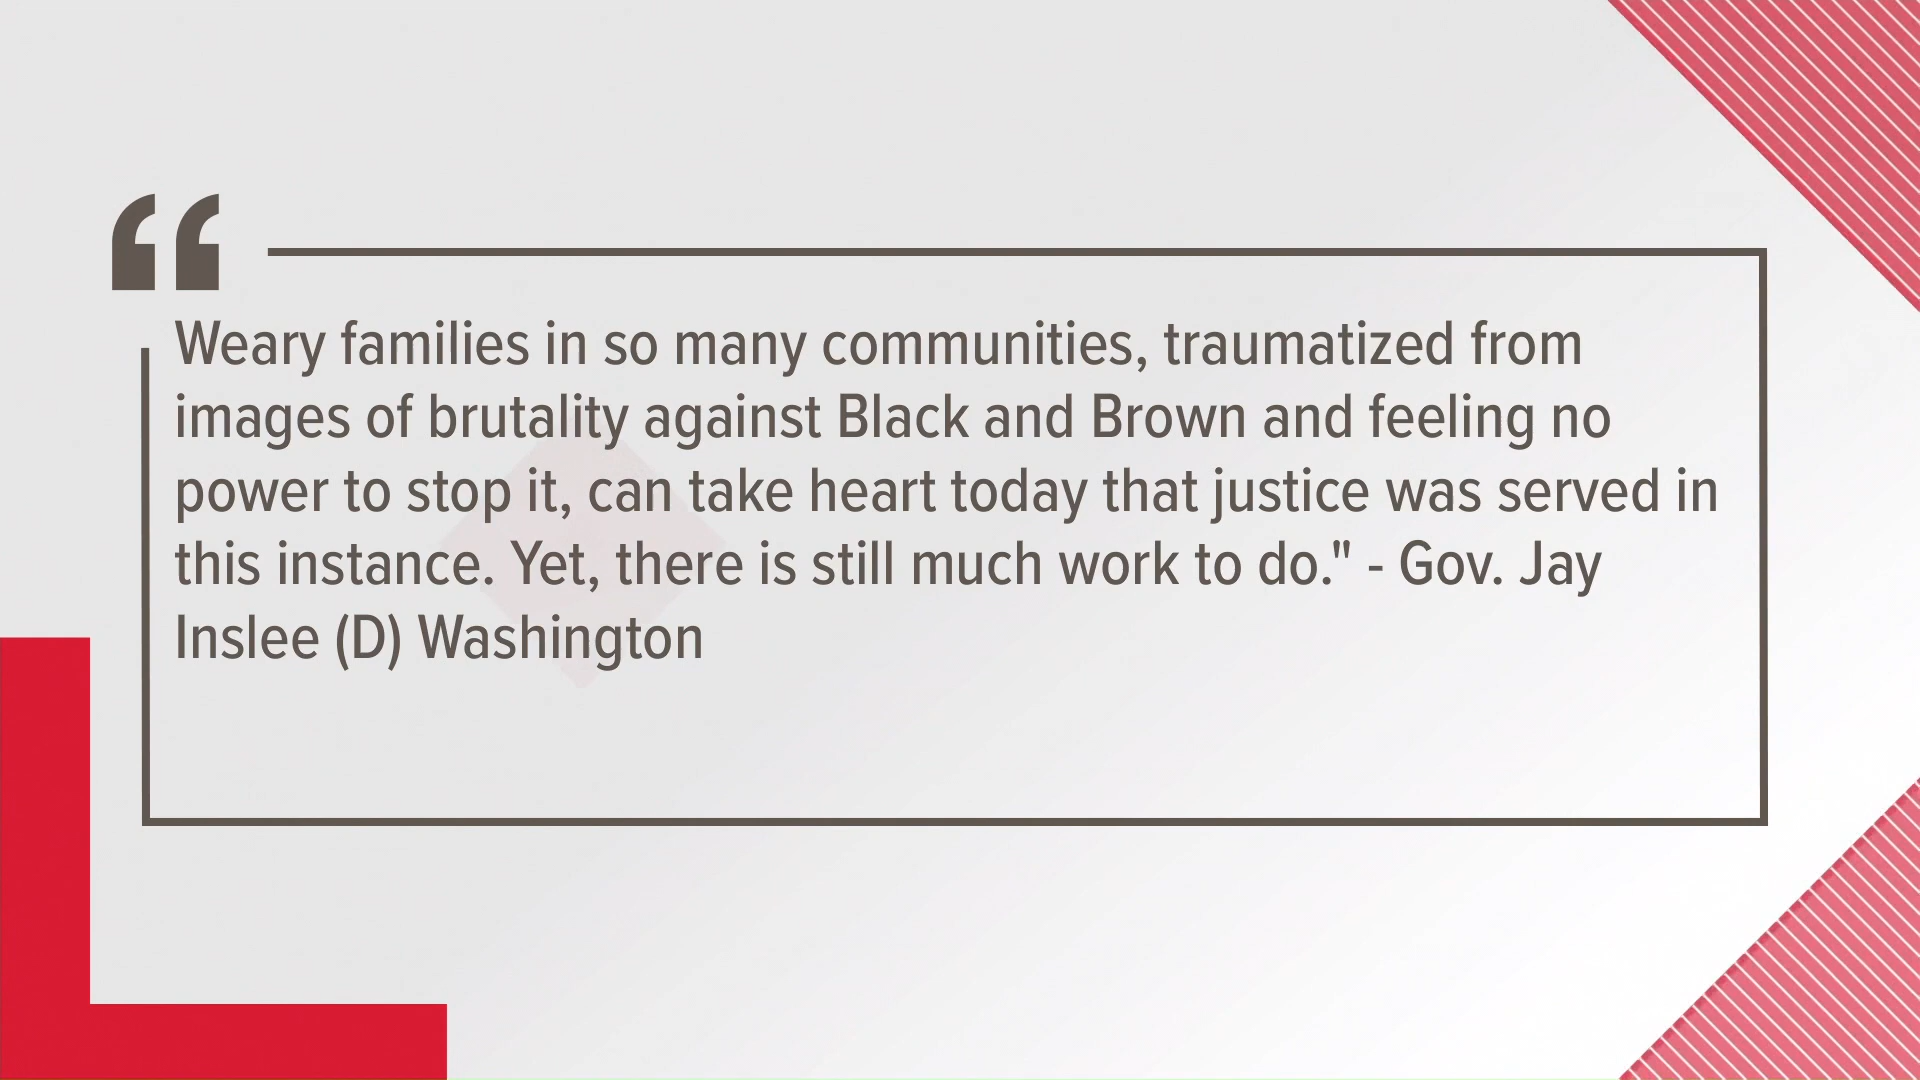 “
Weary families in so many communities, traumatized from
images of brutality against Black and Brown and feeling no
power to stop it, can take heart today that justice was served in
this instance. Yet, there is still much work to do." - Gov. Jay
Inslee (D) Washington